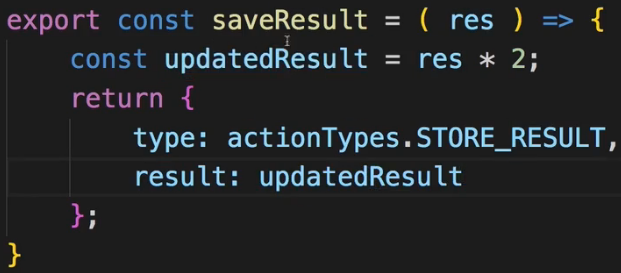 export const saveResult = ( res ) => {
    const updatedResult = res * 2;
    return {
        type: actionTypes.STORE_RESULT,
        result: updatedResult
    };
}